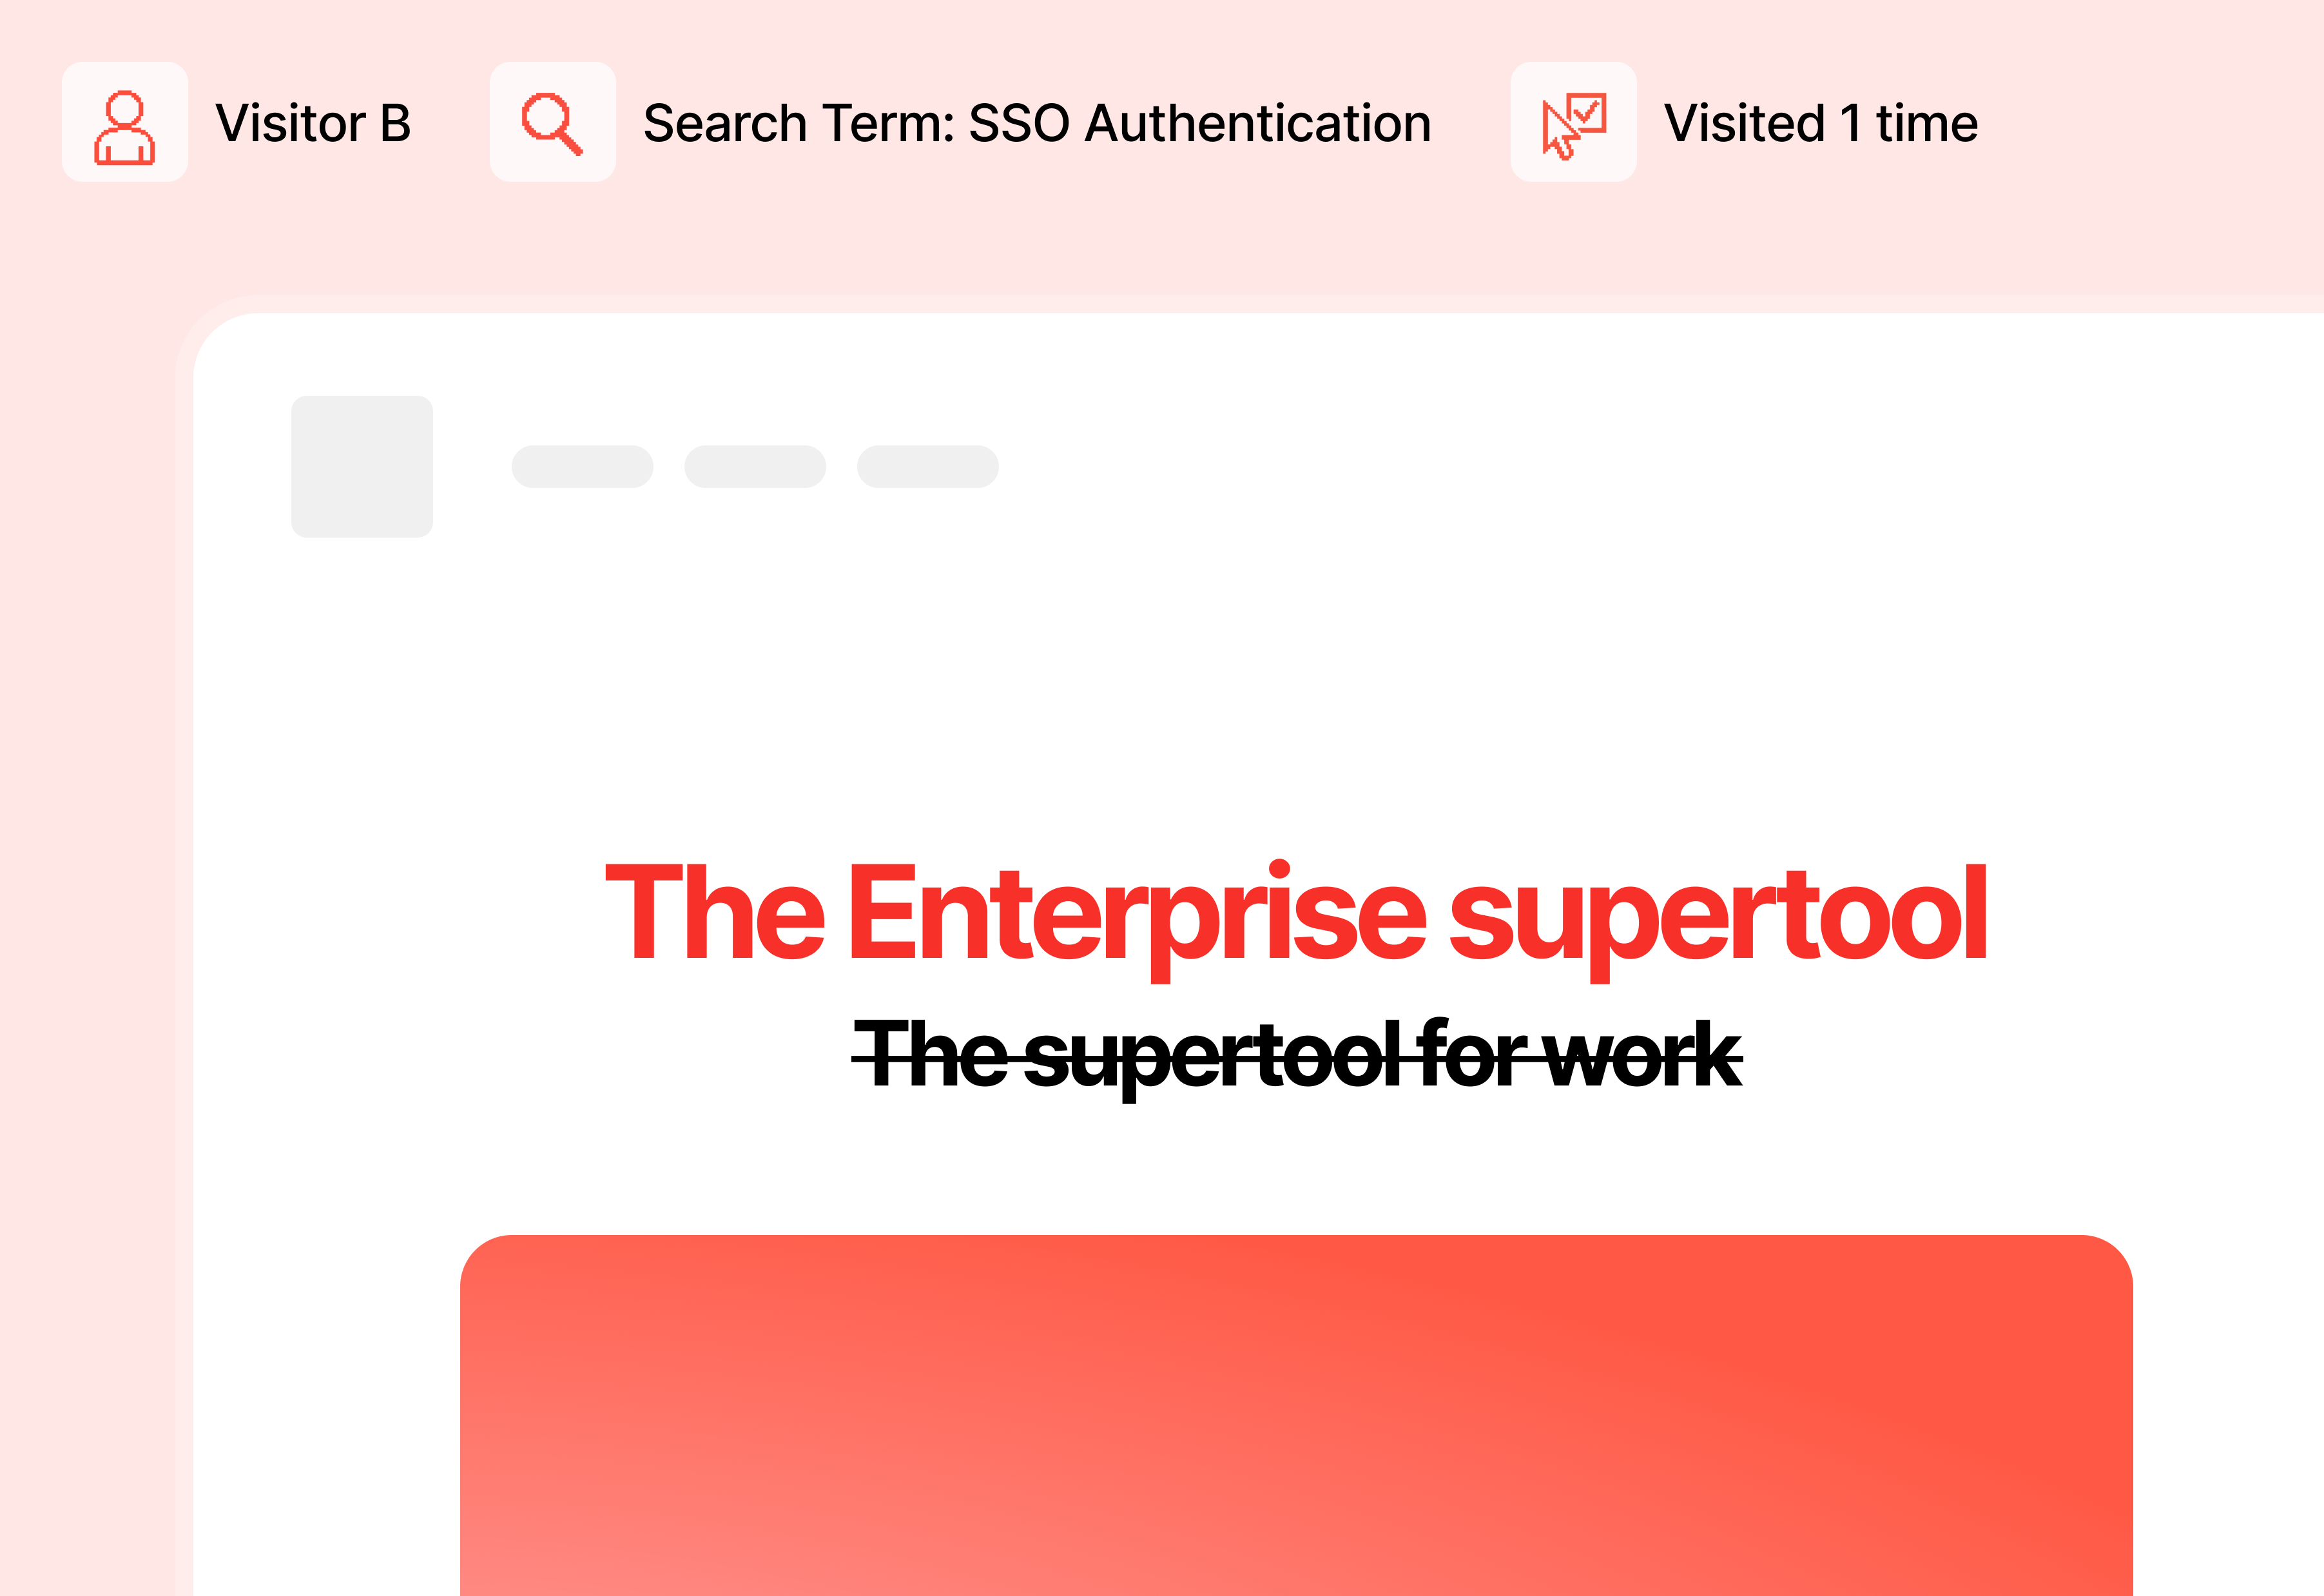 Visitor B
Search Term: SSO Authentication
Visited 1 time
The Enterprise supertool
The supertool for work